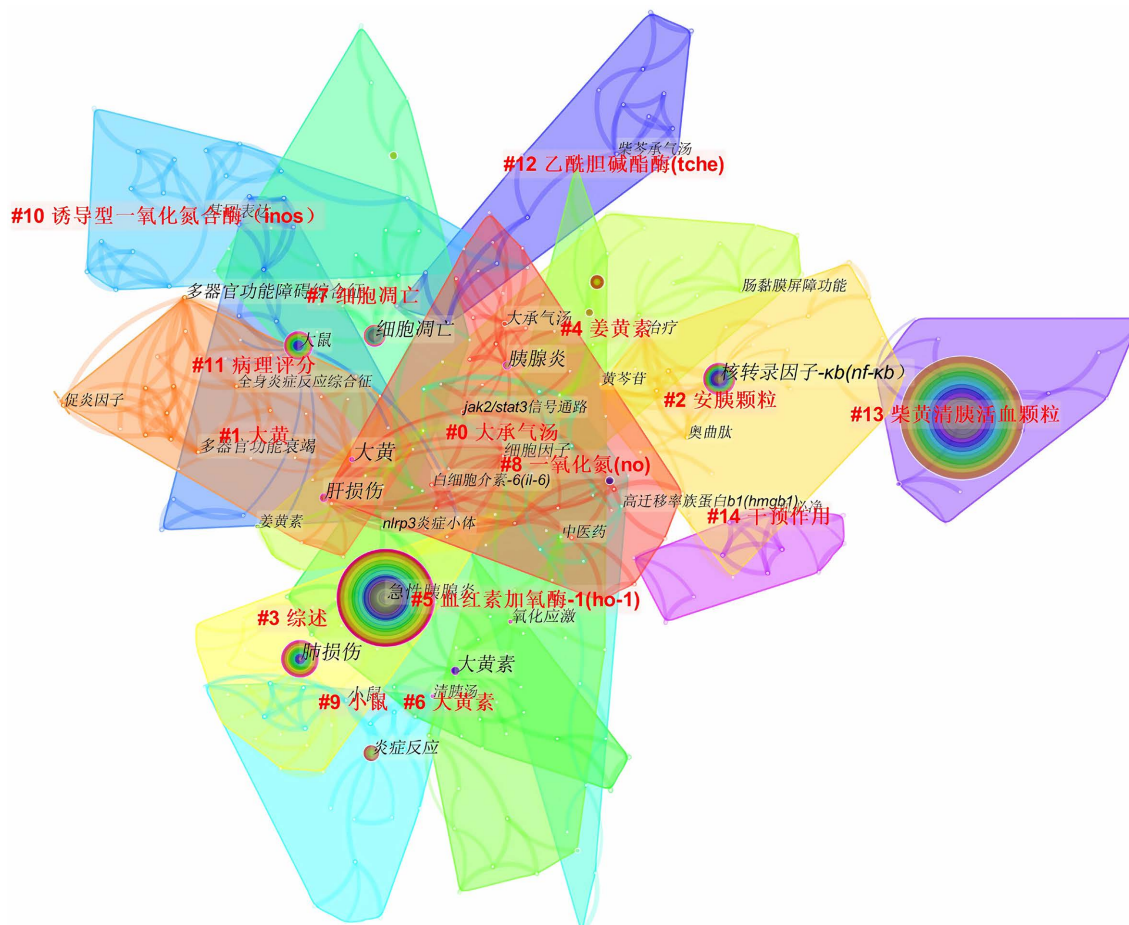 柴芩承气汤
#12 乙酰胆碱酯酶(tche)
#10 诱导型一氧化氮合酶（inos）
基因表达
多器官功能障碍综合征
#7 细胞凋亡
肠黏膜屏障功能
大承气汤
大鼠
细胞凋亡
#4 姜黄素
治疗
胰腺炎
#11 病理评分
全身炎症反应综合征
黄芩苷
核转录因子-κb(nf-κb）
促炎因子
#2 安胰颗粒
jak2/stat3信号通路
#13 柴黄清胰活血颗粒
#1 大黄
#0 大承气汤
奥曲肽
多器官功能衰竭
大黄
细胞因子
#8 一氧化氮(no)
白细胞介素-6(il-6)
肝损伤
高迁移率族蛋白b1(hmgb1)
必净
#14 干预作用
姜黄素
nlrp3炎症小体
中医药
急性胰腺炎
#5 血红素加氧酶-1(ho-1)
#3 综述
氧化应激
肺损伤
大黄素
小鼠
清胰汤
#9 小鼠
#6 大黄素
炎症反应